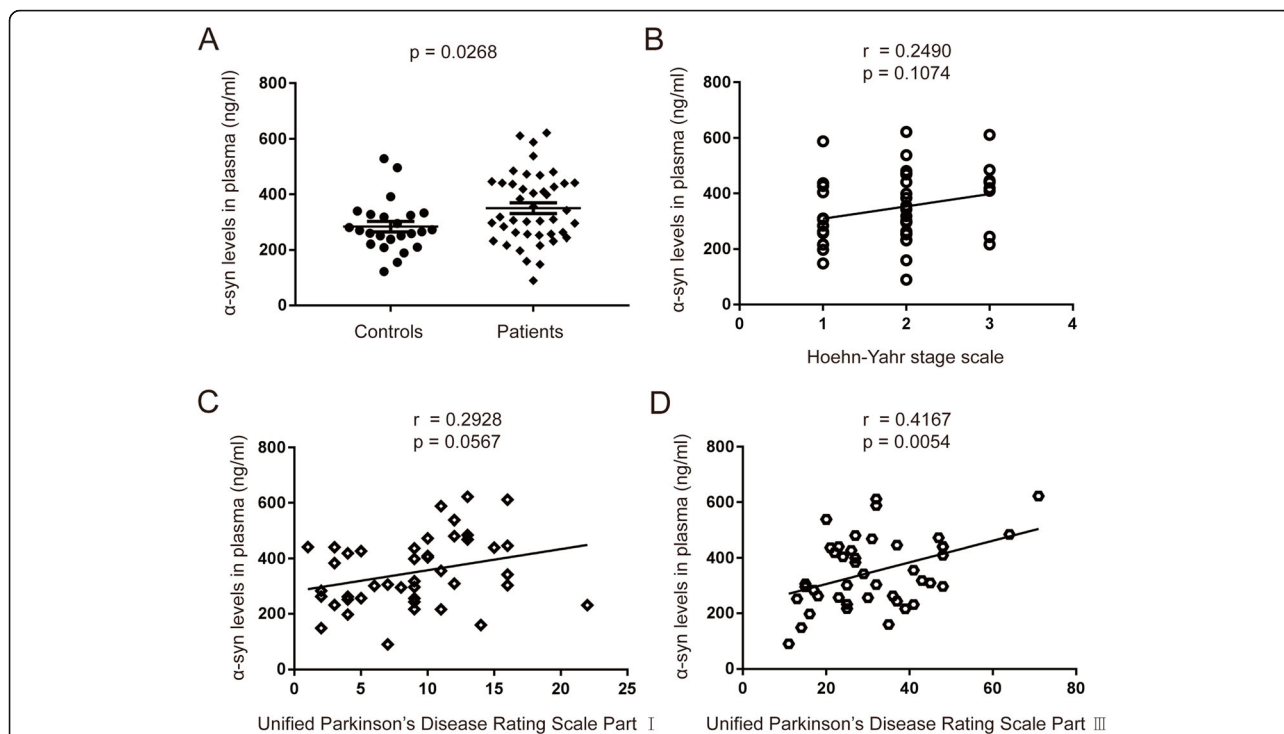 A
p = 0.0268
α-syn levels in plasma (ng/ml)
800
600
400
200
0
Controls
Patients
B
r = 0.2490
p = 0.1074
α-syn levels in plasma (ng/ml)
800
600
400
200
0
0 1 2 3 4
Hoehn-Yahr stage scale
C
r = 0.2928
p = 0.0567
α-syn levels in plasma (ng/ml)
800
600
400
200
0
0 5 10 15 20 25
Unified Parkinson's Disease Rating Scale Part Ⅰ
D
r = 0.4167
p = 0.0054
α-syn levels in plasma (ng/ml)
800
600
400
200
0
0 20 40 60 80
Unified Parkinson's Disease Rating Scale Part Ⅲ